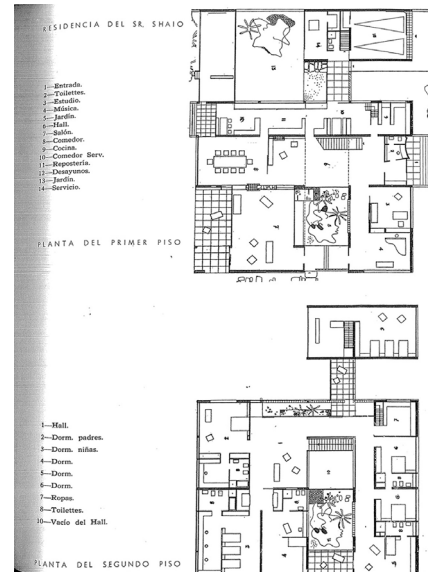 RESIDENCIA DEL SR. SHAIO
1—Entrada.
2—Toilettes.
3—Estudio.
4—Música.
5—Jardín.
6—Hall.
7—Salón.
8—Comedor.
9—Cocina.
10—Comedor Serv.
11—Repostería.
12—Desayunos.
13—Jardín.
14—Servicio.
PLANTA DEL PRIMER PISO
1—Hall.
2—Dorm. padres.
3—Dorm. niñas.
4—Dorm.
5—Dorm.
6—Dorm.
7—Ropas.
8—Toilettes.
10—Vacío del Hall.
PLANTA DEL SEGUNDO PISO